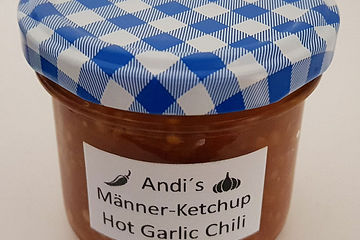 Andi´s
Männer-Ketchup
Hot Garlic Chili